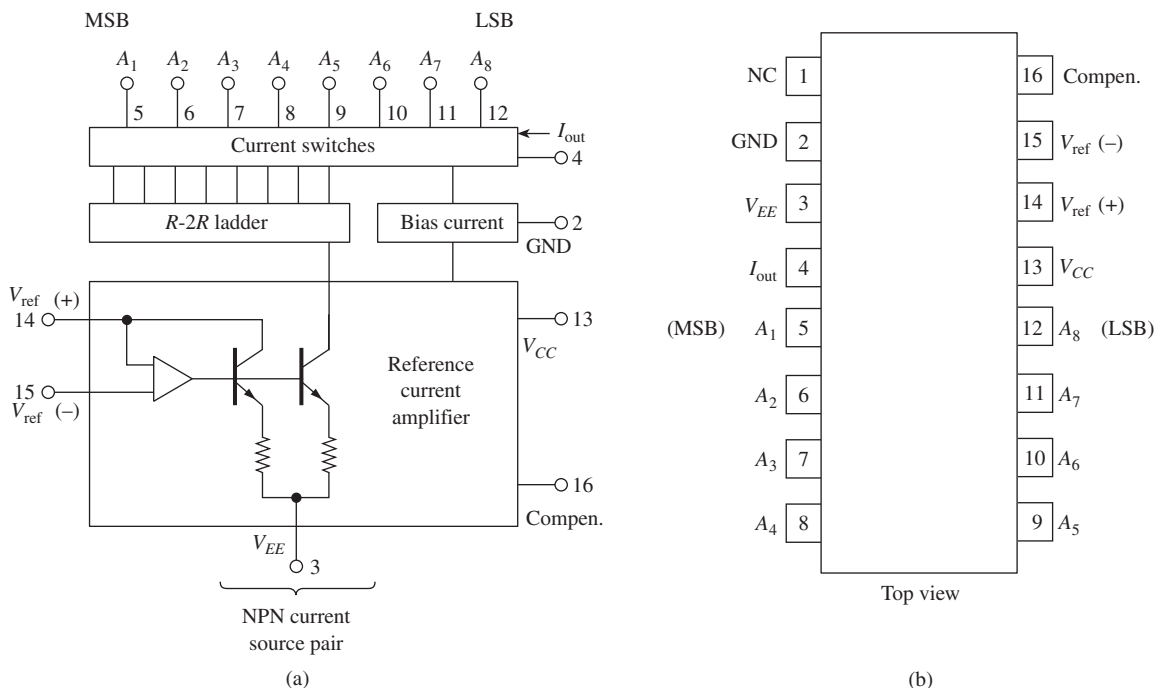 MSB LSB
A1 A2 A3 A4 A5 A6 A7 A8
5 6 7 8 9 10 11 12
Iout
Current switches
4
R-2R ladder
Bias current
2
GND
Vref (+)
14
13
VCC
Reference
current
amplifier
15
Vref (–)
16
Compen.
VEE
3
NPN current
source pair
(a)
NC 1 16 Compen.
GND 2 15 Vref (–)
VEE 3 14 Vref (+)
Iout 4 13 VCC
(MSB) A1 5 12 A8 (LSB)
A2 6 11 A7
A3 7 10 A6
A4 8 9 A5
Top view
(b)